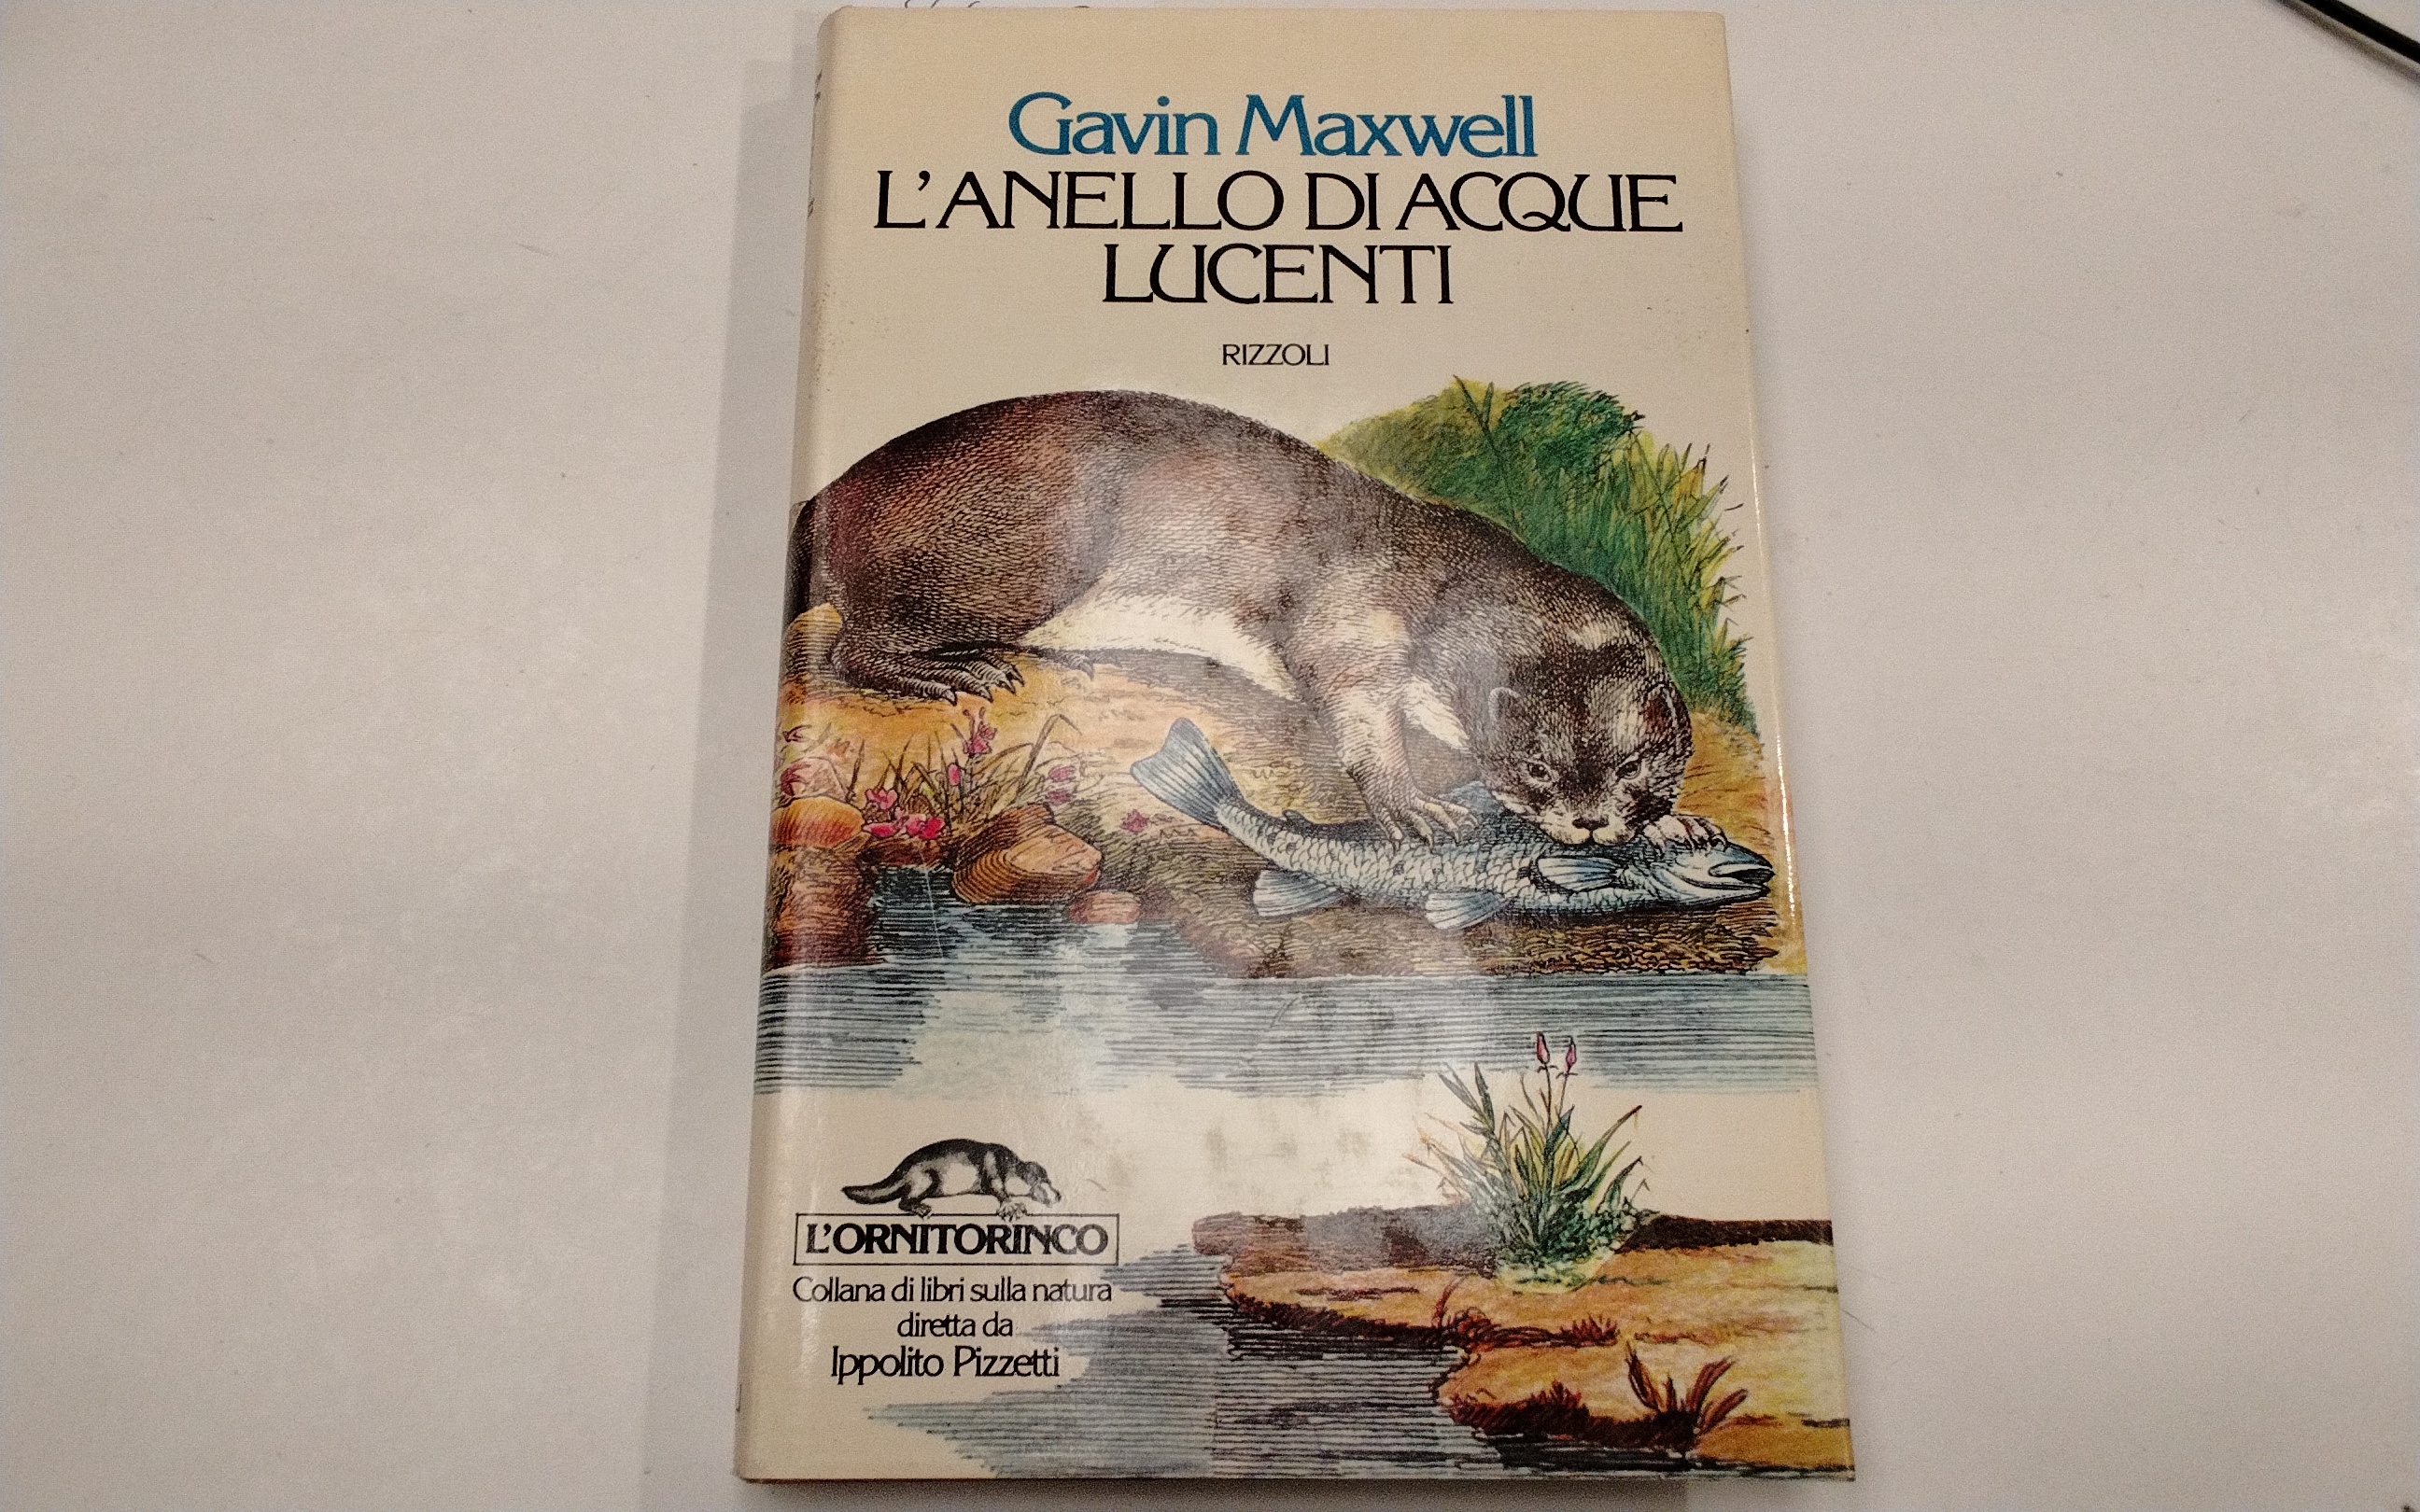 Gavin Maxwell
L'ANELLO DI ACQUE
LUCENTI
RIZZOLI
L'ORNITORINCO
Collana di libri sulla natura
diretta da
Ippolito Pizzetti